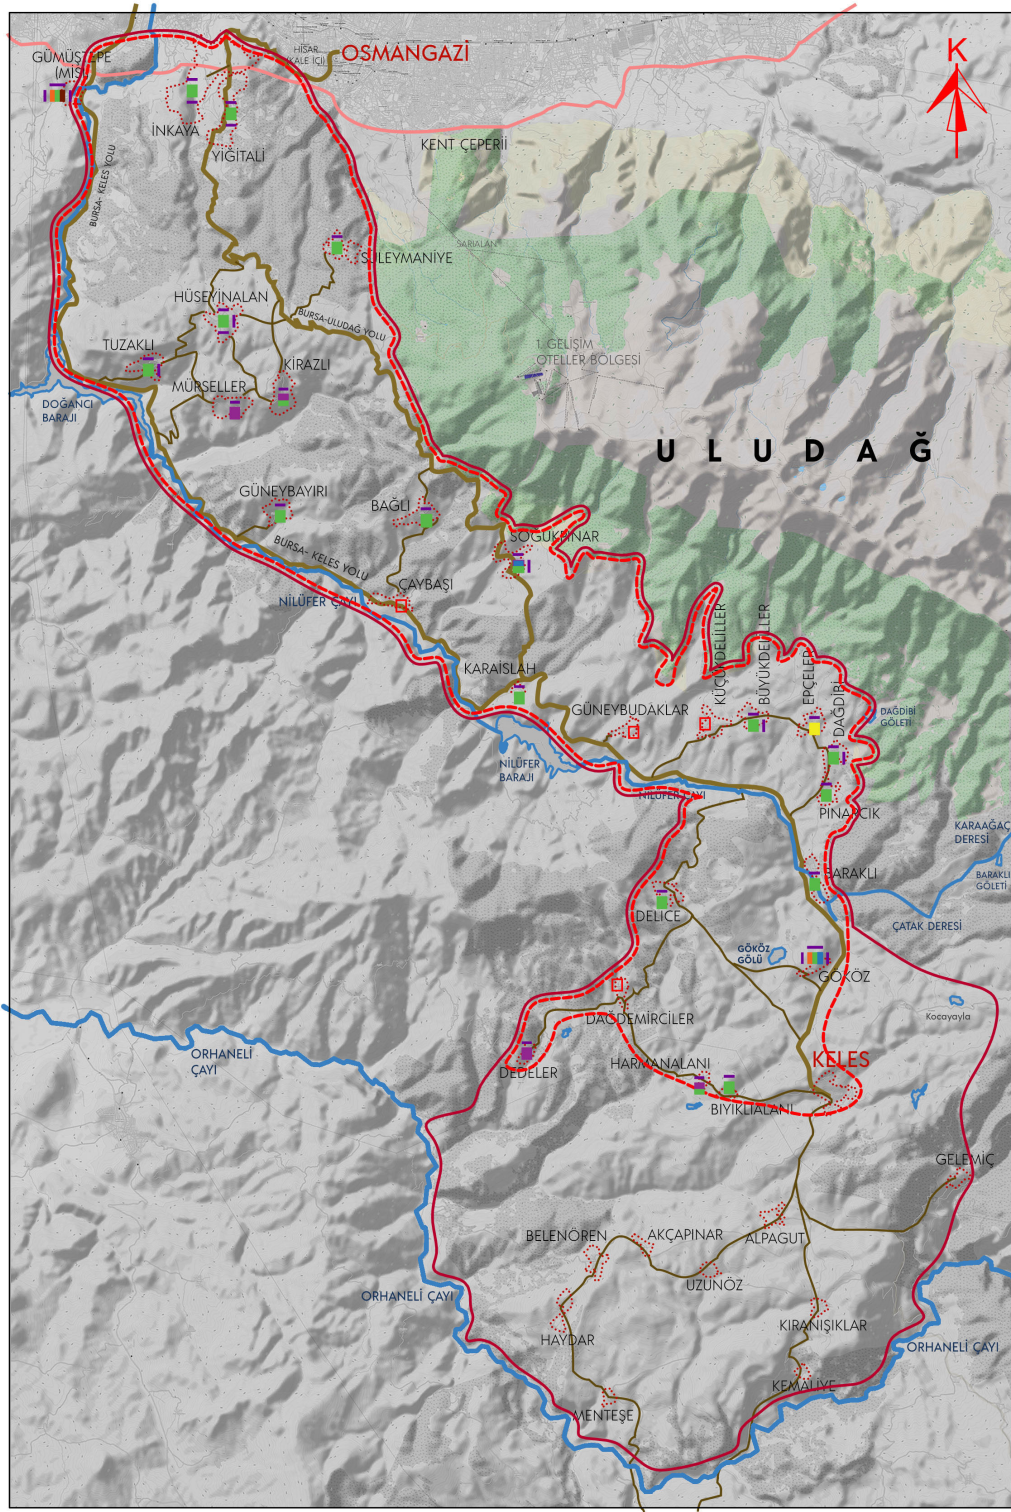 K
HİSAR
(KALE İÇİ)
OSMANGAZİ
GÜMÜŞTEPE
(MİSİ)
İNKAYA
YİĞİTALİ
KENT ÇEPERİİ
BURSA- KELES YOLU
SARIALAN
SÜLEYMANİYE
HÜSEYİNALAN
BURSA-ULUDAĞ YOLU
TUZAKLI
KİRAZLI
1. GELİŞİM
OTELLER BÖLGESİ
MÜRSELLER
DOĞANCI
BARAJI
ULUDAĞ
GÜNEYBAYIRI
BAĞLI
SOĞUKPINAR
BURSA- KELES YOLU
ÇAYBAŞI
NİLÜFER ÇAYI
KARAİSLAH
GÜNEYBUDAKLAR
KÜÇÜKDELİLLER
BÜYÜKDELİLLER
EPÇELER
DAĞDİBİ
DAĞDİBİ
GÖLETİ
NİLÜFER
BARAJI
NİLÜFER ÇAYI
PINARCIK
KARAAĞAÇ
DERESİ
BARAKLI
GÖLETİ
BARAKLI
DELİCE
ÇATAK DERESİ
GÖKÖZ
GÖLÜ
GÖKÖZ
DAĞDEMİRCİLER
Kocayayla
ORHANELİ
ÇAYI
DEDELER
HARMANALANI
KELES
BIYIKLIALANI
GELEMİÇ
BELENÖREN
AKÇAPINAR
ALPAGUT
UZUNÖZ
ORHANELİ ÇAYI
HAYDAR
KIRANIŞIKLAR
ORHANELİ ÇAYI
KEMALİYE
MENTEŞE